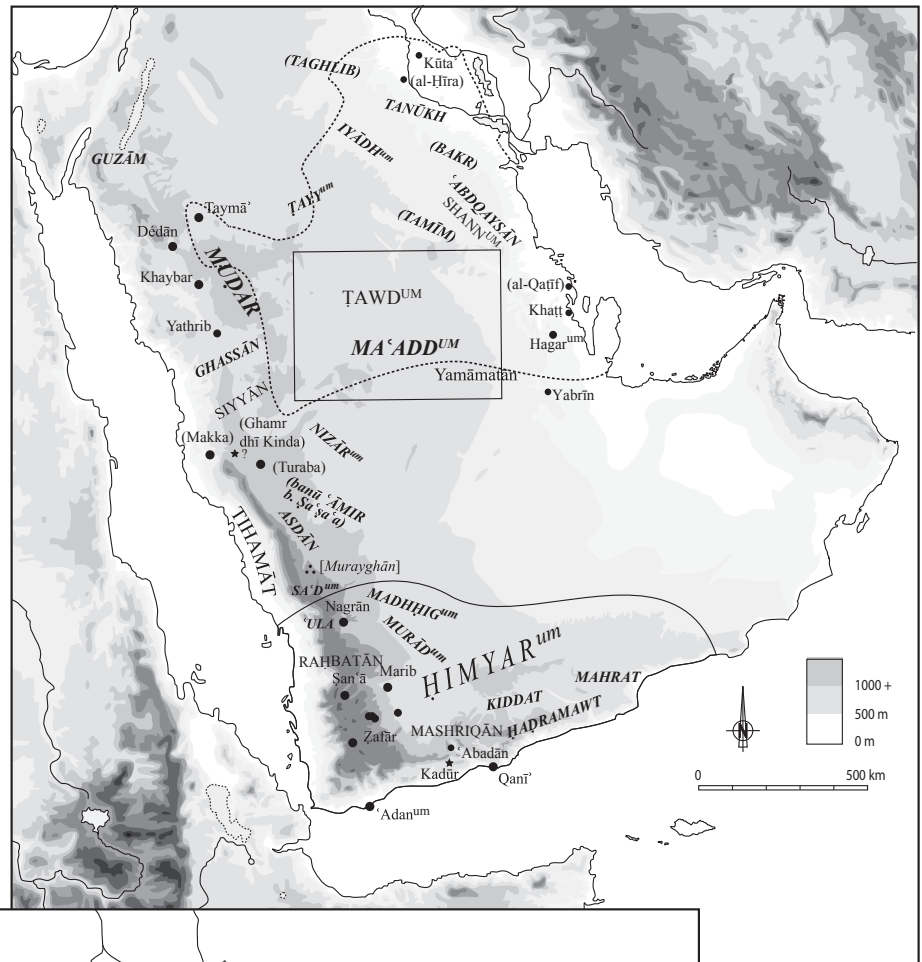 (TAGHLIB)
Kūta
(al-Ḥīra)
TANŪKH
IYĀDHᵘᵐ
(BAKR)
GUZĀM
ṬAYYᵘᵐ
ʿABDQAYSĀN
SHANNᵁᴹ
(TAMĪM)
Taymāʾ
Dédān
MUḌAR
Khaybar
(al-Qaṭīf)
ṬAWDᵁᴹ
Khaṭṭ
Yathrib
Hagarᵘᵐ
MAʿADDᵁᴹ
GHASSĀN
Yamāmatān
Yabrīn
SIYYĀN
(Ghamr
dhī Kinda)
(Makka)
?
NIZĀRᵘᵐ
(Turaba)
(banū ʿĀMIR
b. Ṣaʿṣaʿa)
ASDĀN
TIHAMĀT
[Murayghān]
SAʿDᵘᵐ
MADHḤIGᵘᵐ
Nagrān
ʿULA
MURĀDᵘᵐ
ḤIMYARᵘᵐ
RAḤBATĀN
Marib
Ṣanʿā
MAHRAT
KIDDAT
ḤAḌRAMAWT
MASHRIQĀN
Ẓafār
ʿAbadān
Kadūr
Qanīʾ
ʿAdanᵘᵐ
N
1000 +
500 m
0 m
0 500 km